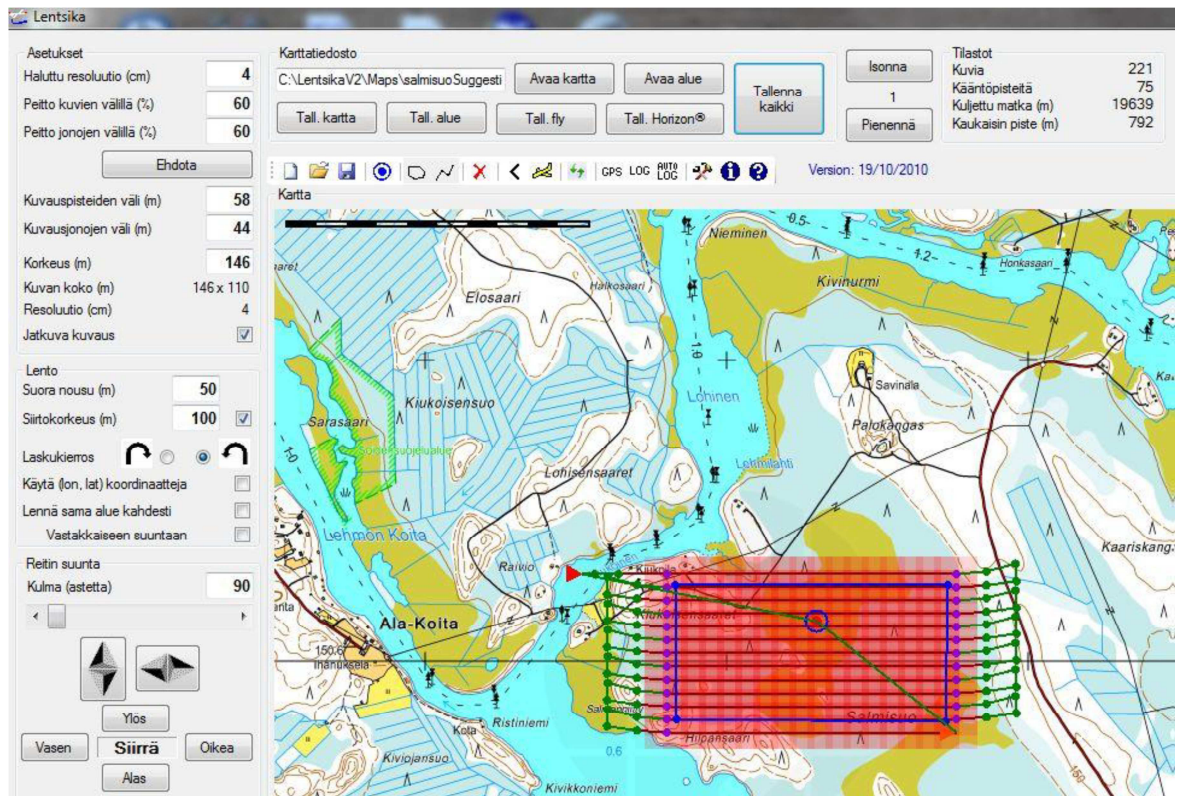 Lentsika
Asetukset
Haluttu resoluutio (cm) 4
Peitto kuvien välillä (%) 60
Peitto jonojen välillä (%) 60
Ehdota
Kuvauspisteiden väli (m) 58
Kuvausjonojen väli (m) 44
Korkeus (m) 146
Kuvan koko (m) 146 x 110
Resoluutio (cm) 4
Jatkuva kuvaus
Lento
Suora nousu (m) 50
Siirtokorkeus (m) 100
Laskukierros
Käytä (lon, lat) koordinaatteja
Lennä sama alue kahdesti
Vastakkaiseen suuntaan
Reitin suunta
Kulma (astetta) 90
Ylös
Vasen Siirrä Oikea
Alas
Karttatiedosto
C:\LentsikaV2\Maps\salmisuoSuggesti
Avaa kartta
Avaa alue
Tallenna
kaikki
Tall. kartta
Tall. alue
Tall. fly
Tall. Horizon®
Isonna
1
Pienennä
Tilastot
Kuvia 221
Kääntöpisteitä 75
Kuljettu matka (m) 19639
Kaukaisin piste (m) 792
GPS LOG AUTO LOG
Version: 19/10/2010
Kartta
Nieminen
0.5
1.2
Honkasaari
Kivinurmi
Halkosaari
Elosaari
1.0
Savinala
Kiukoisensuo
Lohinen
Sarasaari
Palokangas
1.0
Lohisensaaret
Lehmilahti
Lehmon Koita
Kaariskang
Raivio
Kiukoisensaaret
Ala-Koita
150.6
Ristiniemi
Salmisuo
Kota
Hilpansaari
0.6
Kiviojansuo
Kivikkoniemi
150